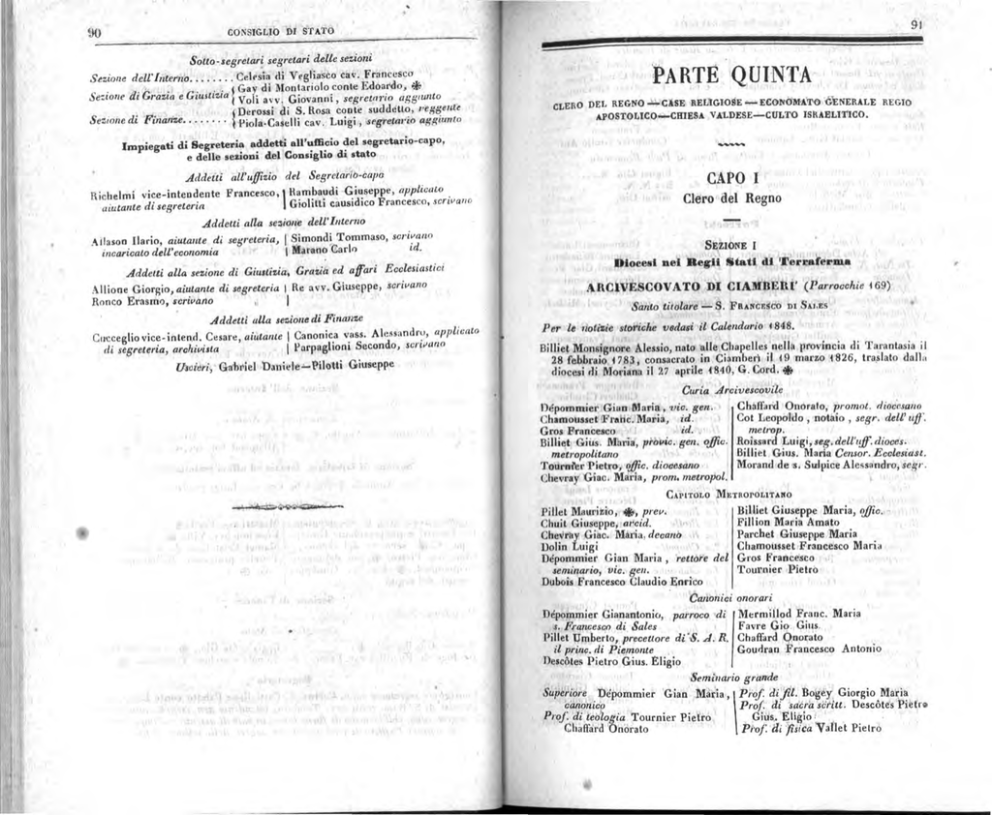 90 CONSIGLIO DI STATO
Sotto-segretari segretari delle sezioni
Sezione dell'Interno........ Celesia di Vegliasco cav. Francesco
Sezione di Grazia e Giustizia { Gay di Montariolo conte Edoardo, ✠
{ Voli avv. Giovanni, segretario aggiunto
Sezione di Finanze........ { Derossi di S. Rosa conte suddetto, reggente
{ Piola-Caselli cav. Luigi, segretario aggiunto
Impiegati di Segreteria addetti all'ufficio del segretario-capo,
e delle sezioni del Consiglio di stato
Addetti all'uffizio del Segretario-capo
Richelmi vice-intendente Francesco,
aiutante di segreteria
Rambaudi Giuseppe, applicato
Giolitti causidico Francesco, scrivano
Addetti alla sezione dell'Interno
Ailason Ilario, aiutante di segreteria,
incaricato dell'economia
Simondi Tommaso, scrivano
Marano Carlo id.
Addetti alla sezione di Giustizia, Grazia ed affari Ecclesiastici
Allione Giorgio, aiutante di segreteria
Ronco Erasmo, scrivano
Re avv. Giuseppe, scrivano
Addetti alla sezione di Finanze
Cucceglio vice-intend. Cesare, aiutante
di segreteria, archivista
Canonica vass. Alessandro, applicato
Parpaglioni Secondo, scrivano
Uscieri, Gabriel Daniele—Pilotti Giuseppe
91
PARTE QUINTA
CLERO DEL REGNO—CASE RELIGIOSE—ECONOMATO GENERALE REGIO
APOSTOLICO—CHIESA VALDESE—CULTO ISRAELITICO.
CAPO I
Clero del Regno
SEZIONE I
Diocesi nei Regii Stati di Terraferma
ARCIVESCOVATO DI CIAMBERI' (Parrocchie 169)
Santo titolare — S. FRANCESCO DI SALES
Per le notizie storiche vedasi il Calendario 1848.
Billiet Monsignore Alessio, nato alle Chapelles nella provincia di Tarantasia il
28 febbraio 1783, consacrato in Ciamberì il 19 marzo 1826, traslato dalla
diocesi di Moriana il 27 aprile 1840, G. Cord. ✠
Curia Arcivescovile
Dépommier Gian Maria, vic. gen.
Chamousset Franc. Maria, id.
Gros Francesco id.
Billiet Gius. Maria, provic. gen. offic.
metropolitano
Tournier Pietro, offic. diocesano
Chevray Giac. Maria, prom. metropol.
Chaffard Onorato, promot. diocesano
Cot Leopoldo, notaio, segr. dell'uff.
metrop.
Roissard Luigi, seg. dell'uff. dioces.
Billiet Gius. Maria Censor. Ecclesiast.
Morand de s. Sulpice Alessandro, segr.
CAPITOLO METROPOLITANO
Pillet Maurizio, ✠, prev.
Chuit Giuseppe, arcid.
Chevray Giac. Maria, decano
Dolin Luigi
Dépommier Gian Maria, rettore del
seminario, vic. gen.
Dubois Francesco Claudio Enrico
Billiet Giuseppe Maria, offic.
Fillion Maria Amato
Parchet Giuseppe Maria
Chamousset Francesco Maria
Gros Francesco
Tournier Pietro
Canonici onorari
Dépommier Gianantonio, parroco di
s. Francesco di Sales
Pillet Umberto, precettore di S. A. R.
il princ. di Piemonte
Descôtes Pietro Gius. Eligio
Mermillod Franc. Maria
Favre Gio. Gius.
Chaffard Onorato
Goudran Francesco Antonio
Seminario grande
Superiore Dépommier Gian Maria,
canonico
Prof. di teologia Tournier Pietro
Chaffard Onorato
Prof. di fil. Bogey Giorgio Maria
Prof. di sacra scritt. Descôtes Pietro
Gius. Eligio
Prof. di fisica Vallet Pietro